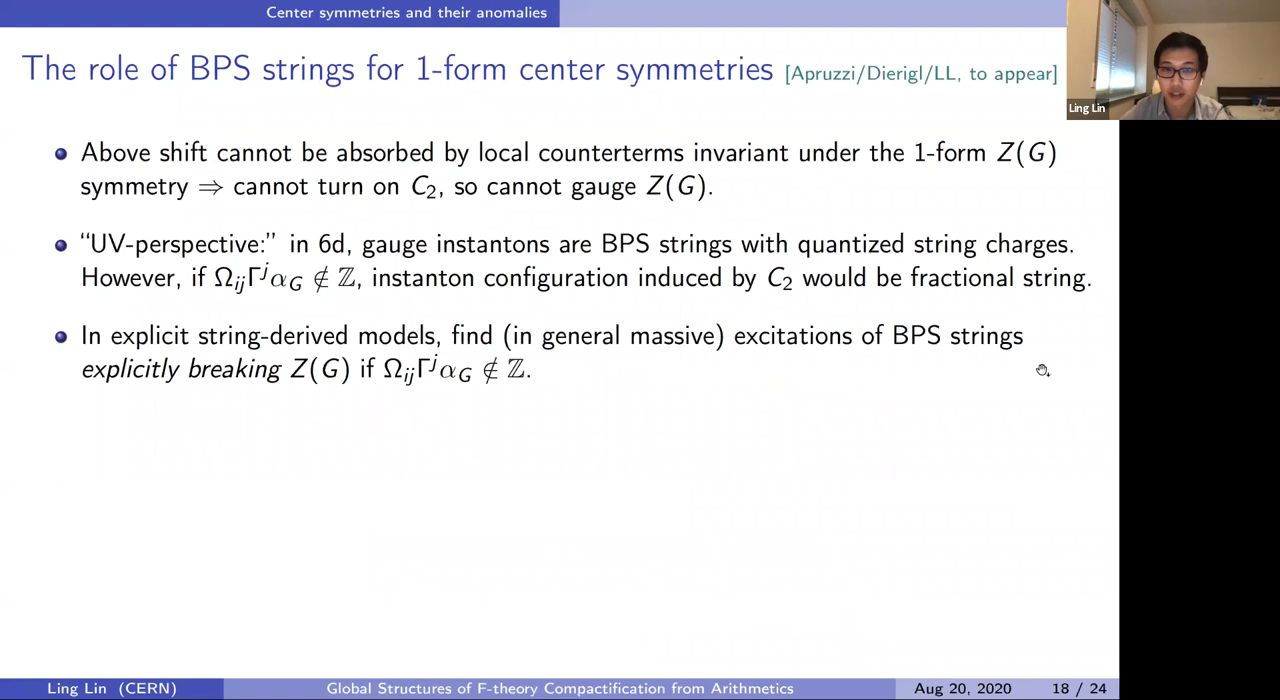 Center symmetries and their anomalies
The role of BPS strings for 1-form center symmetries [Apruzzi/Dierigl/LL, to appear]
Ling Lin
Above shift cannot be absorbed by local counterterms invariant under the 1-form Z(G)
symmetry ⇒ cannot turn on C₂, so cannot gauge Z(G).
“UV-perspective:” in 6d, gauge instantons are BPS strings with quantized string charges.
However, if Ωᵢⱼ Γʲ α_G ∉ ℤ, instanton configuration induced by C₂ would be fractional string.
In explicit string-derived models, find (in general massive) excitations of BPS strings
explicitly breaking Z(G) if Ωᵢⱼ Γʲ α_G ∉ ℤ.
Ling Lin (CERN) Global Structures of F-theory Compactification from Arithmetics Aug 20, 2020 18 / 24